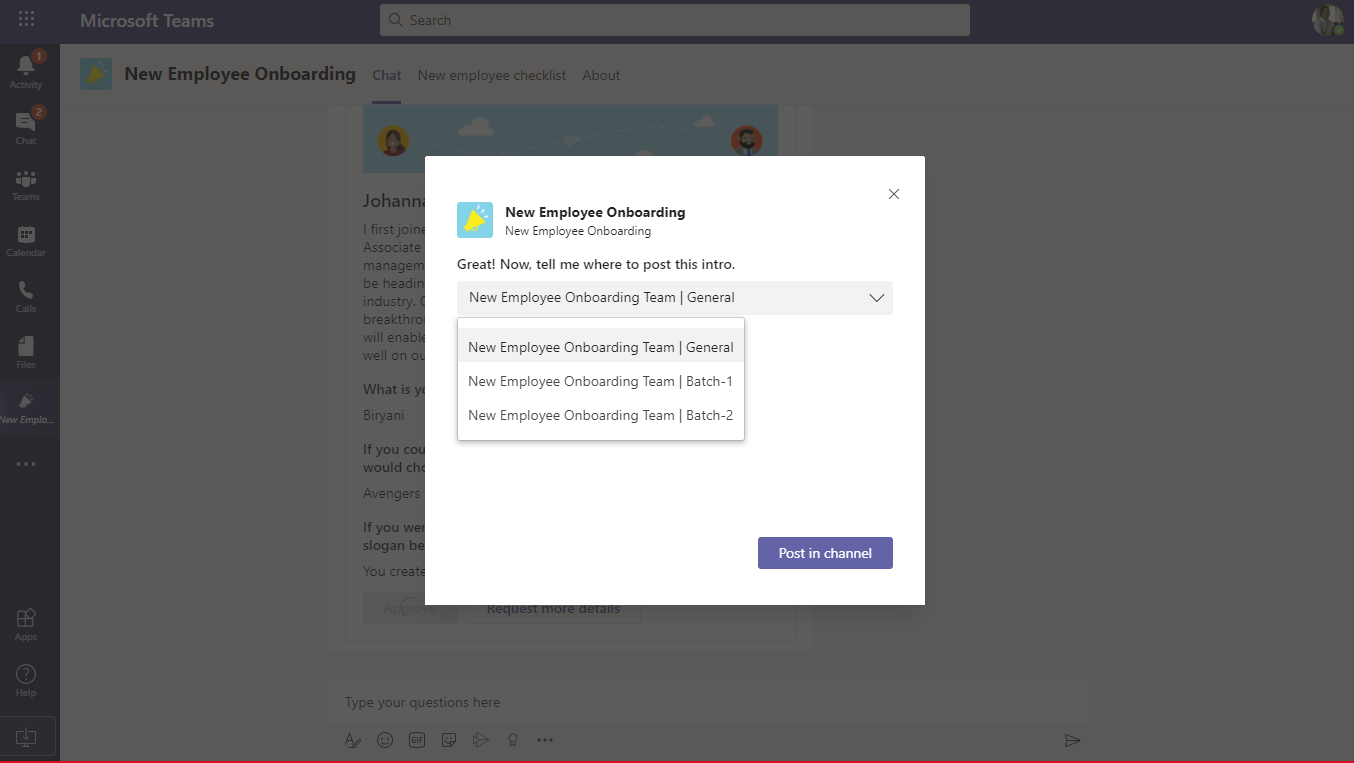 Microsoft Teams
Search
1
Activity
2
Chat
Teams
Calendar
Calls
Files
New Emplo...
Apps
Help
New Employee Onboarding
Chat
New employee checklist
About
Johanna
I first joine
Associate
managem
be headin
industry.
breakthro
will enable
well on ou
What is yo
Biryani
If you cou
would cho
Avengers
If you wer
slogan be
You create
Approve
Request more details
New Employee Onboarding
New Employee Onboarding
Great! Now, tell me where to post this intro.
New Employee Onboarding Team | General
New Employee Onboarding Team | General
New Employee Onboarding Team | Batch-1
New Employee Onboarding Team | Batch-2
Post in channel
Type your questions here
GIF